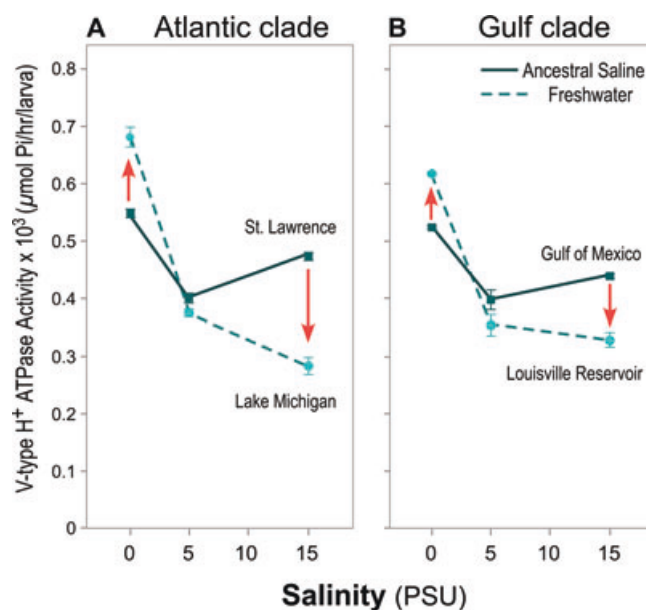 A Atlantic clade
B Gulf clade
Ancestral Saline
Freshwater
V-type H+ ATPase Activity x 10³ (µmol Pi/hr/larva)
0.8
0.7
0.6
0.5
0.4
0.3
0.2
0.1
0
St. Lawrence
Lake Michigan
Gulf of Mexico
Louisville Reservoir
0 5 10 15
0 5 10 15
Salinity (PSU)